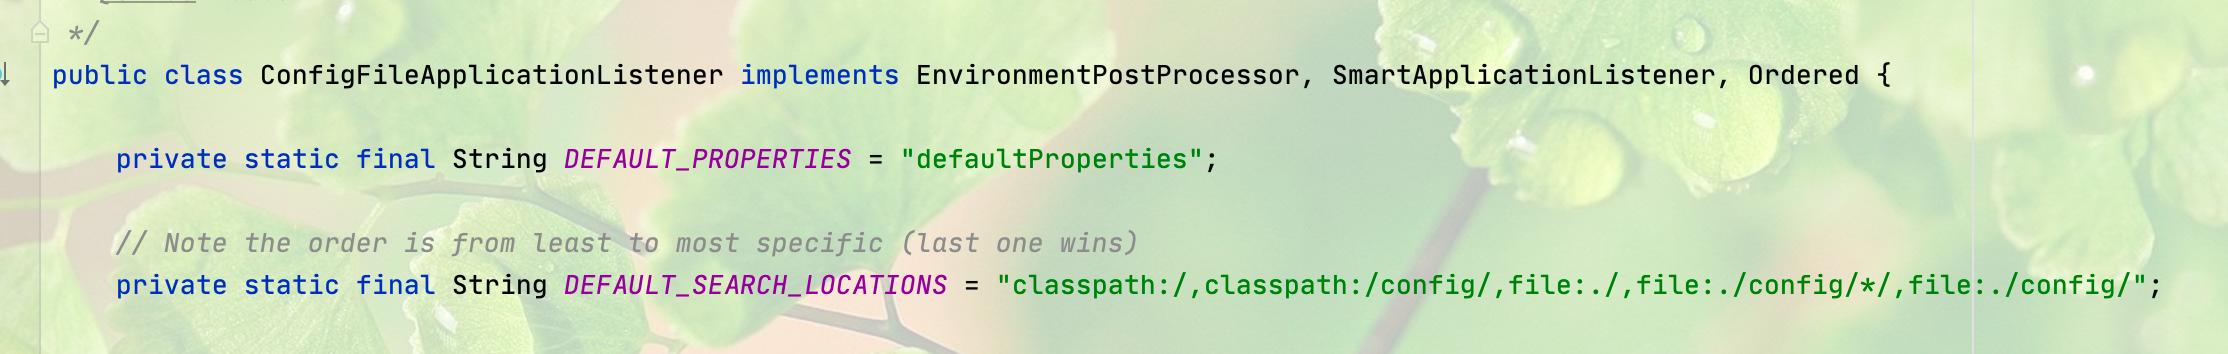 */
public class ConfigFileApplicationListener implements EnvironmentPostProcessor, SmartApplicationListener, Ordered {
private static final String DEFAULT_PROPERTIES = "defaultProperties";
// Note the order is from least to most specific (last one wins)
private static final String DEFAULT_SEARCH_LOCATIONS = "classpath:/,classpath:/config/,file:./,file:./config/*/,file:./config/";